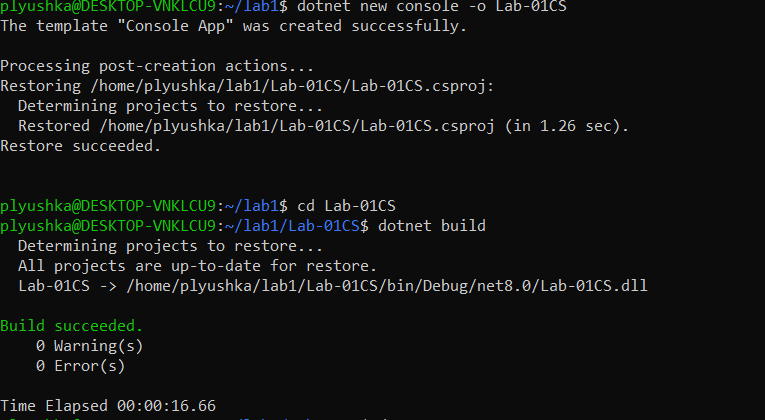 plyushka@DESKTOP-VNKLCU9:~/lab1$ dotnet new console -o Lab-01CS
The template "Console App" was created successfully.
Processing post-creation actions...
Restoring /home/plyushka/lab1/Lab-01CS/Lab-01CS.csproj:
  Determining projects to restore...
  Restored /home/plyushka/lab1/Lab-01CS/Lab-01CS.csproj (in 1.26 sec).
Restore succeeded.
plyushka@DESKTOP-VNKLCU9:~/lab1$ cd Lab-01CS
plyushka@DESKTOP-VNKLCU9:~/lab1/Lab-01CS$ dotnet build
  Determining projects to restore...
  All projects are up-to-date for restore.
  Lab-01CS -> /home/plyushka/lab1/Lab-01CS/bin/Debug/net8.0/Lab-01CS.dll
Build succeeded.
    0 Warning(s)
    0 Error(s)
Time Elapsed 00:00:16.66